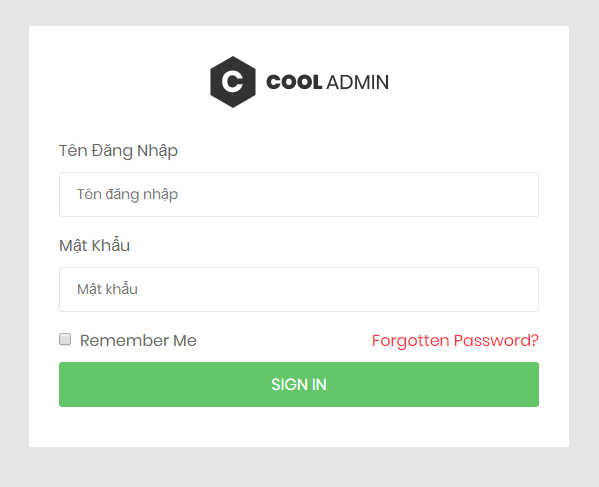 C COOL ADMIN
Tên Đăng Nhập
Tên đăng nhập
Mật Khẩu
Mật khẩu
Remember Me Forgotten Password?
SIGN IN